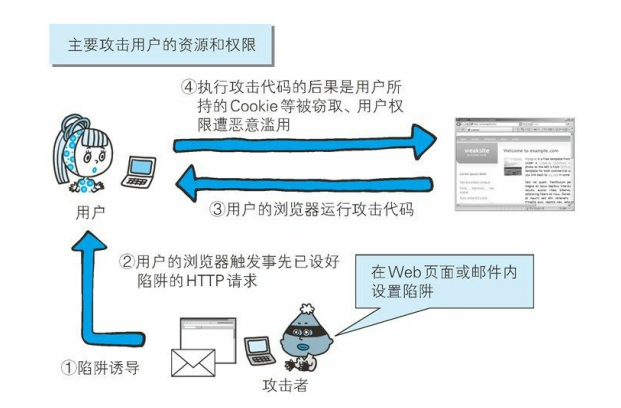 主要攻击用户的资源和权限
④执行攻击代码的后果是用户所
持的Cookie等被窃取、用户权
限遭恶意滥用
weaksite
Welcome to example.com
③用户的浏览器运行攻击代码
用户
②用户的浏览器触发事先已设好
陷阱的HTTP请求
在Web页面或邮件内
设置陷阱
①陷阱诱导
攻击者